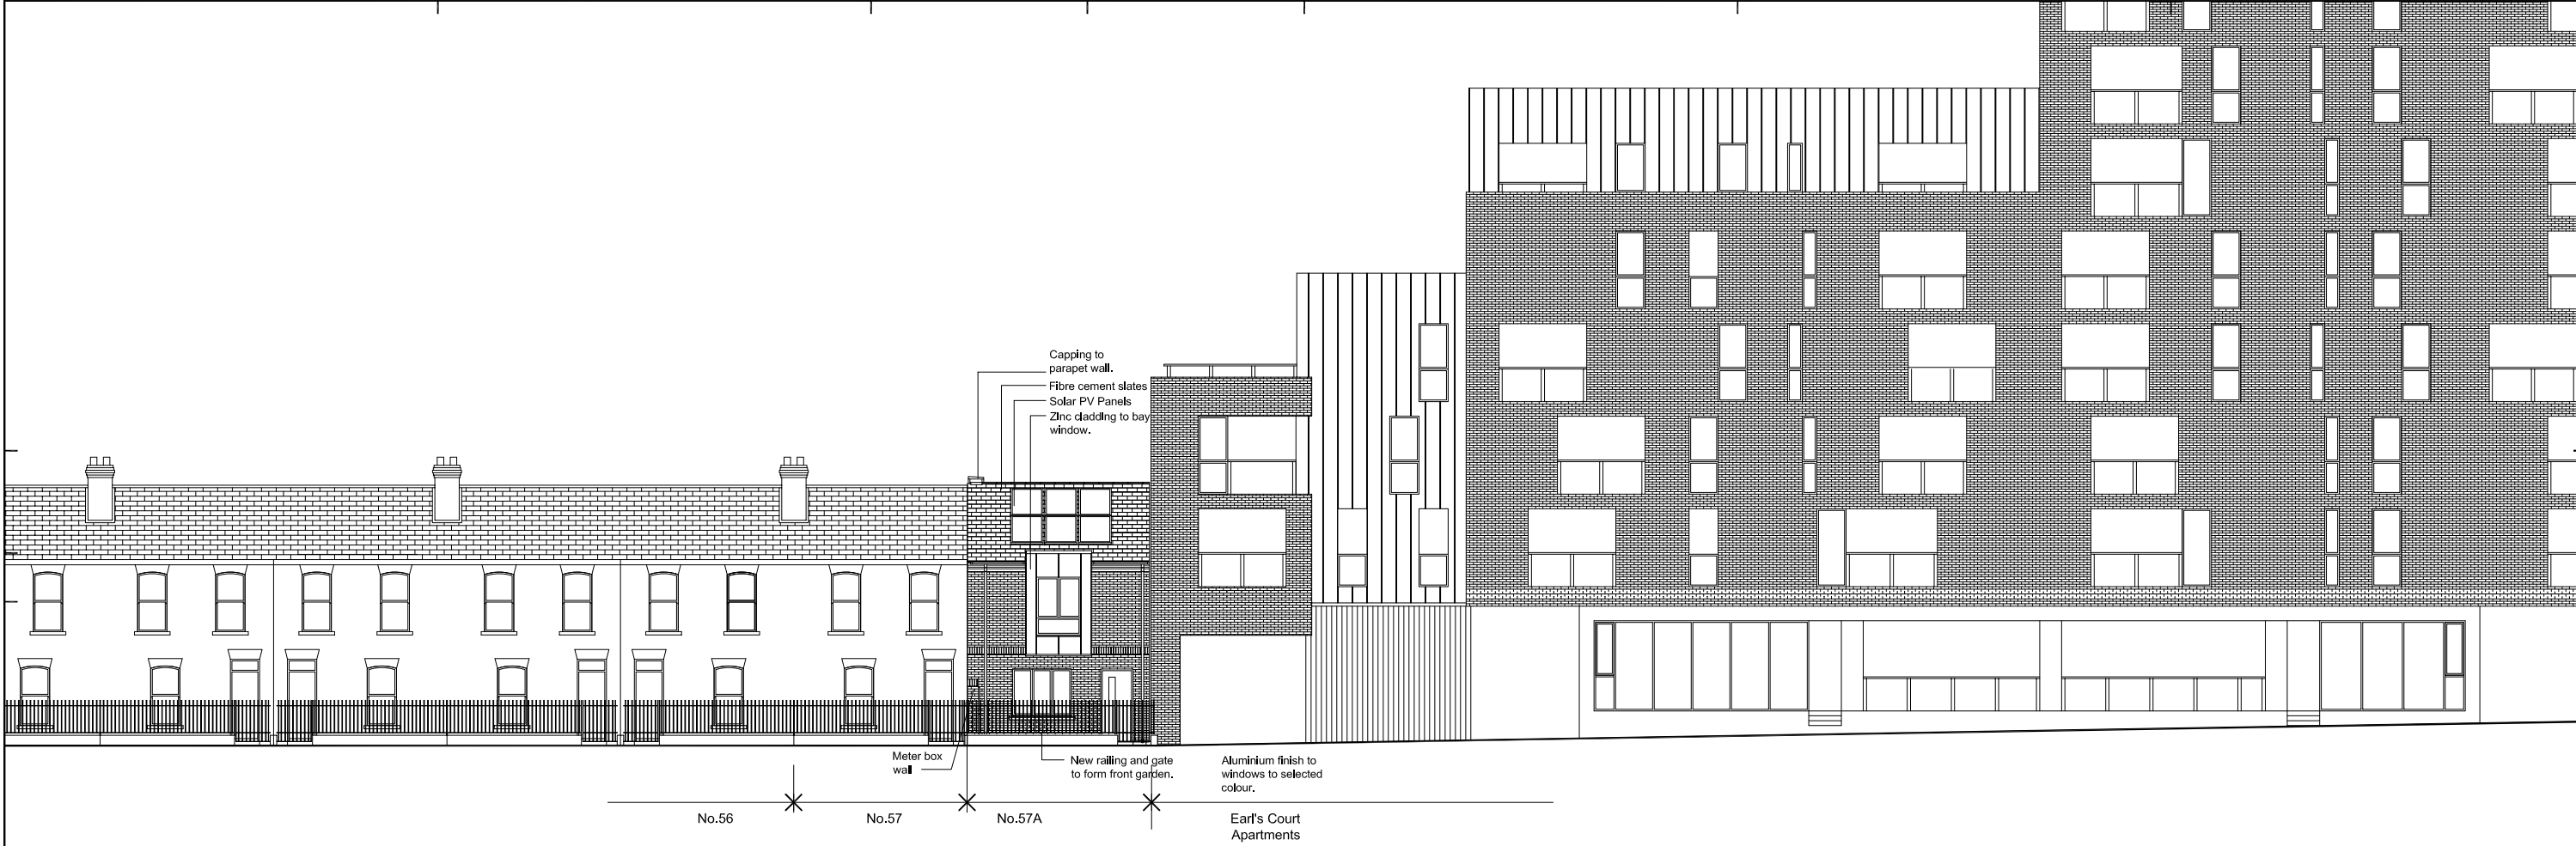 Capping to
parapet wall.
Fibre cement slates
Solar PV Panels
Zinc cladding to bay
window.
Meter box
wall
New railing and gate
to form front garden.
Aluminium finish to
windows to selected
colour.
No.56
No.57
No.57A
Earl's Court
Apartments